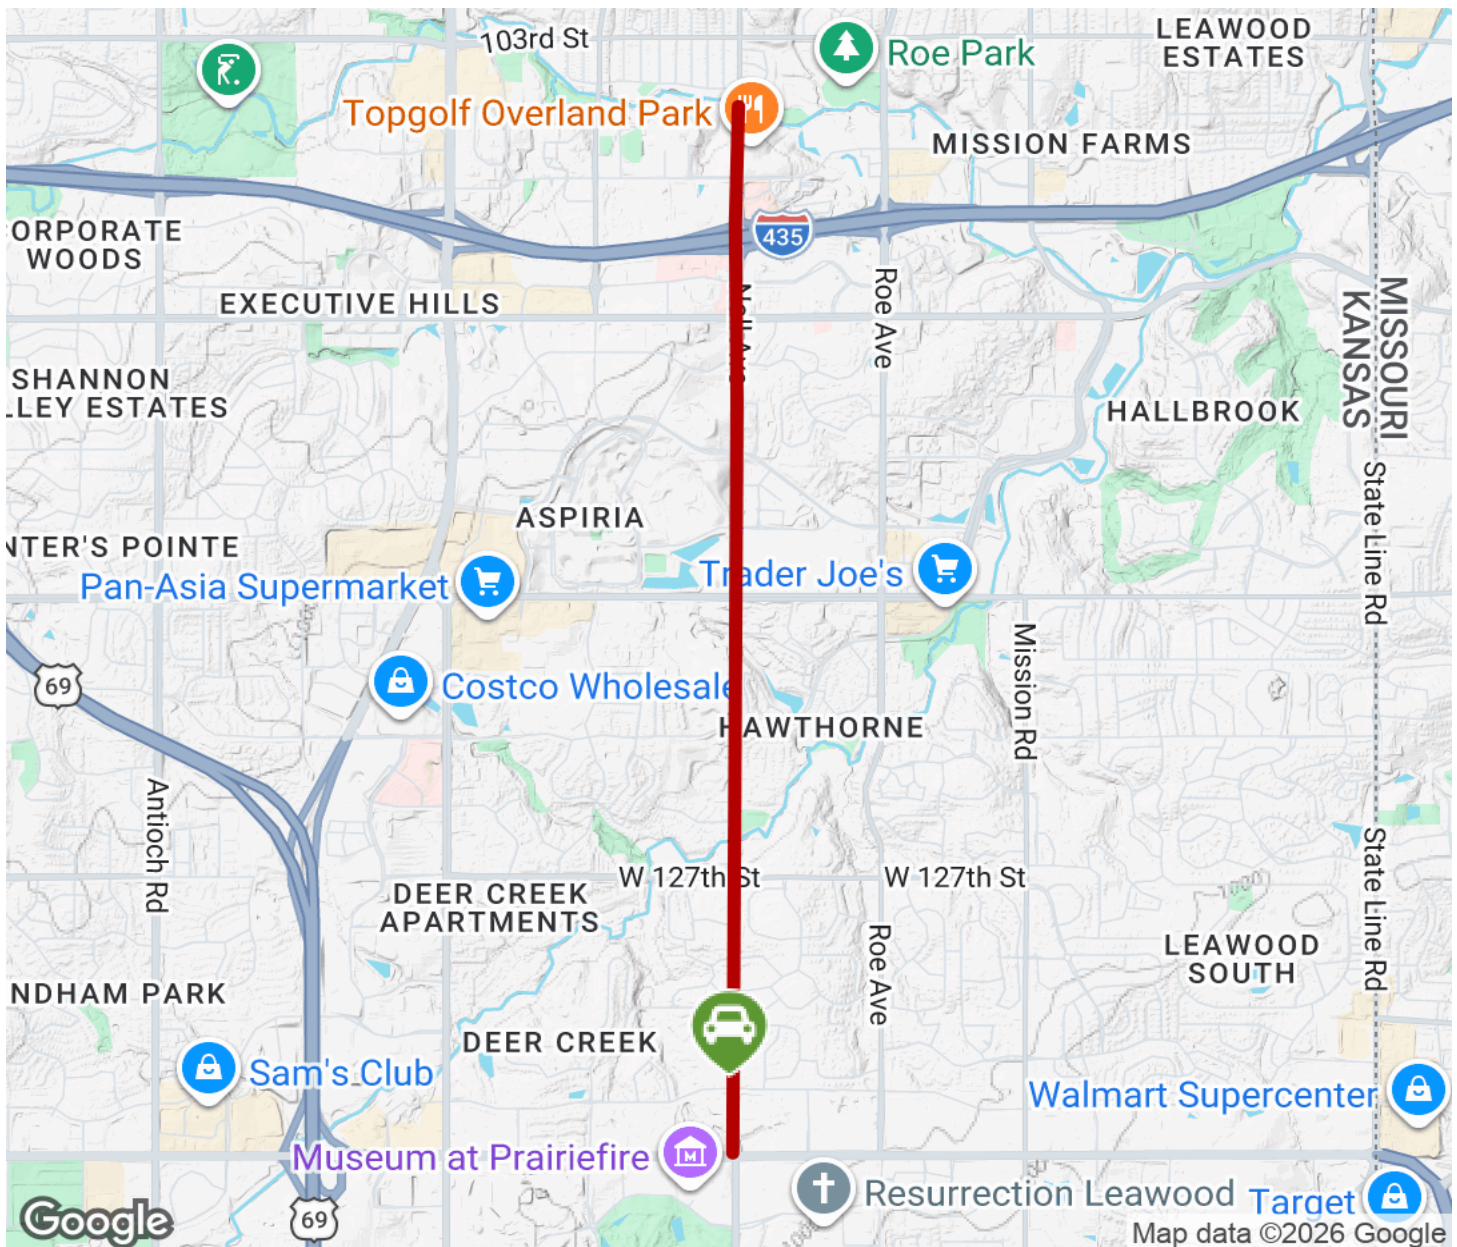 103rd St
Roe Park
LEAWOOD
ESTATES
Topgolf Overland Park
MISSION FARMS
ORPORATE
WOODS
435
EXECUTIVE HILLS
Roe Ave
MISSOURI
KANSAS
SHANNON
LLEY ESTATES
HALLBROOK
ASPIRIA
NTER'S POINTE
Pan-Asia Supermarket
Trader Joe's
State Line Rd
69
Costco Wholesale
HAWTHORNE
Mission Rd
Antioch Rd
W 127th St
W 127th St
State Line Rd
DEER CREEK
APARTMENTS
Roe Ave
LEAWOOD
SOUTH
NDHAM PARK
DEER CREEK
Sam's Club
Walmart Supercenter
Museum at Prairiefire
M
Resurrection Leawood
Target
69
Google
Map data ©2026 Google